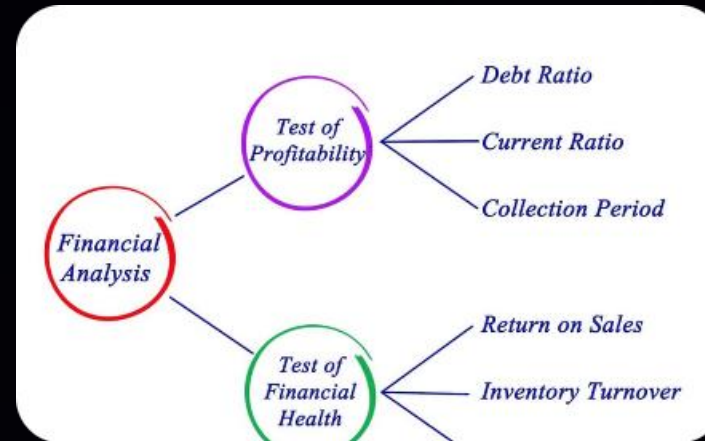 Financial
Analysis
Test of
Profitability
Debt Ratio
Current Ratio
Collection Period
Test of
Financial
Health
Return on Sales
Inventory Turnover